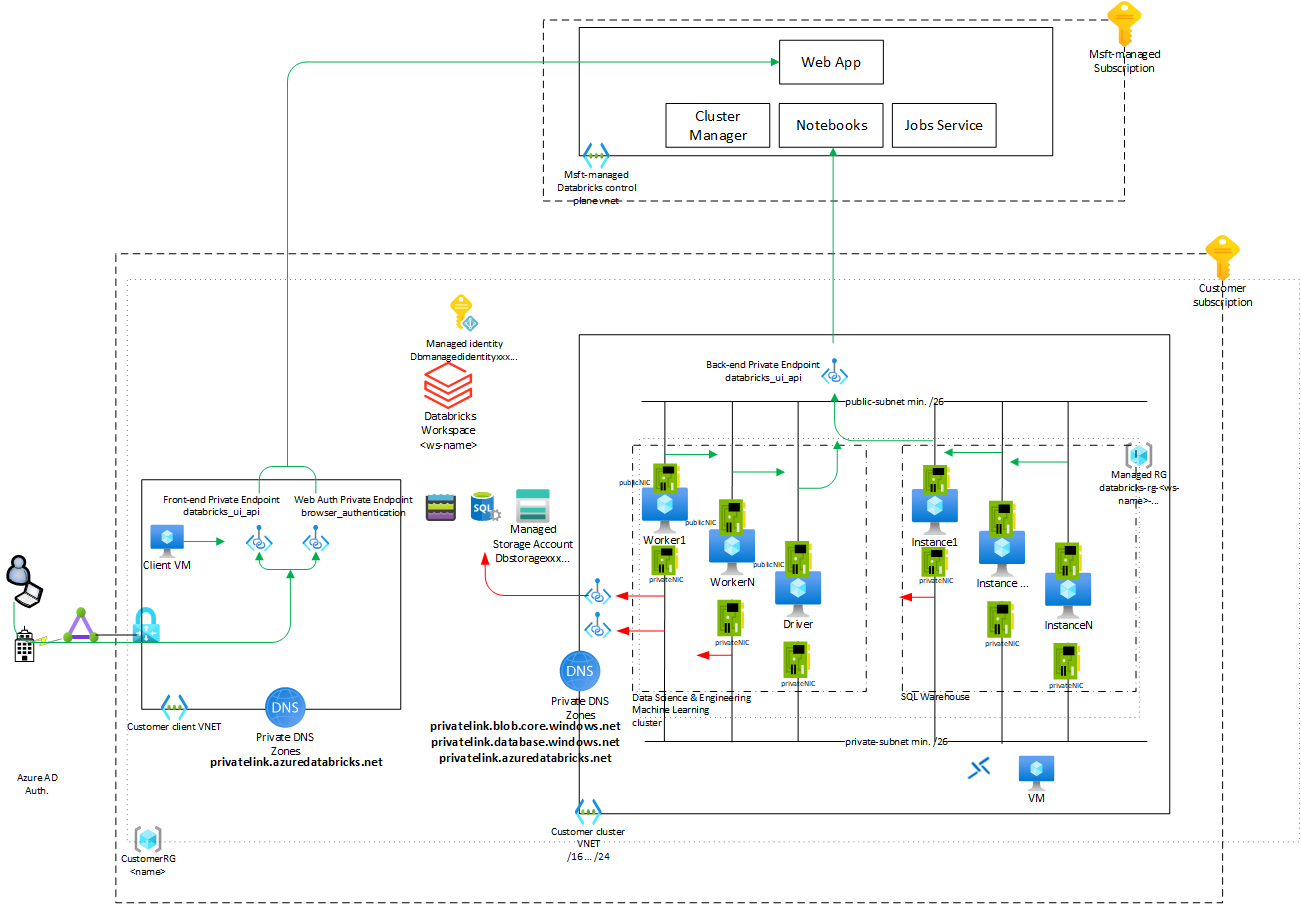 Msft-managed
Subscription
Web App
Cluster
Manager
Notebooks
Jobs Service
Msft-managed
Databricks control
plane vnet
Customer
subscription
Managed identity
Dbmanagedidentityxxx...
Databricks
Workspace
<ws-name>
Back-end Private Endpoint
databricks_ui_api
public-subnet min. /26
Managed RG
databricks-rg-<ws-
name>-...
Front-end Private Endpoint
databricks_ui_api
Web Auth Private Endpoint
browser_authentication
Client VM
SQL
Managed
Storage Account
Dbstoragexxx...
publicNIC
Worker1
privateNIC
publicNIC
WorkerN
privateNIC
publicNIC
Driver
privateNIC
Instance1
privateNIC
Instance ...
privateNIC
InstanceN
privateNIC
Data Science & Engineering
Machine Learning
cluster
SQL Warehouse
DNS
Private DNS
Zones
privatelink.blob.core.windows.net
privatelink.database.windows.net
privatelink.azuredatabricks.net
Customer client VNET
DNS
Private DNS
Zones
privatelink.azuredatabricks.net
private-subnet min. /26
VM
Azure AD
Auth.
Customer cluster
VNET
/16... /24
CustomerRG
<name>